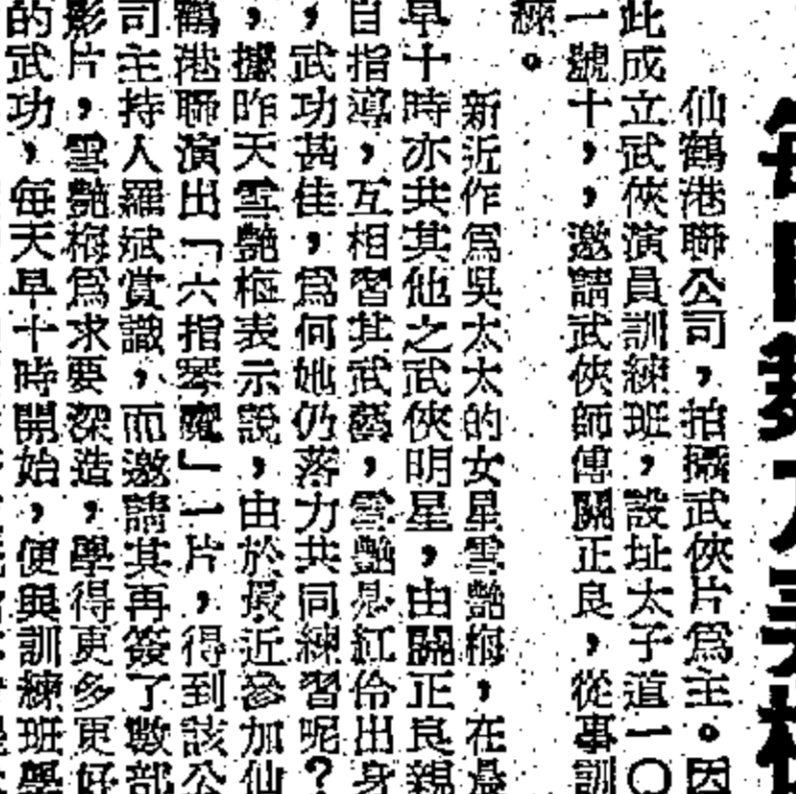 仙鶴港聯公司，拍攝武俠片爲主。因
此成立武俠演員訓練班，設址太子道一〇
一號十，，邀請武俠師傅關正良，從事訓
練。
新近作爲吳太太的女星雪艷梅，在晨
早十時亦共其他之武俠明星，由關正良親
自指導，互相習其武藝，雪艷是紅伶出身
，武功甚佳，爲何她仍落力共同練習呢？
，據昨天雪艷梅表示說，由於最近參加仙
鶴港聯演出「六指琴魔」一片，得到該公
司主持人羅斌賞識，而邀請其再簽了數部
影片，雪艷梅爲求要深造，學得更多更好
的武功，每天早十時開始，便與訓練班學